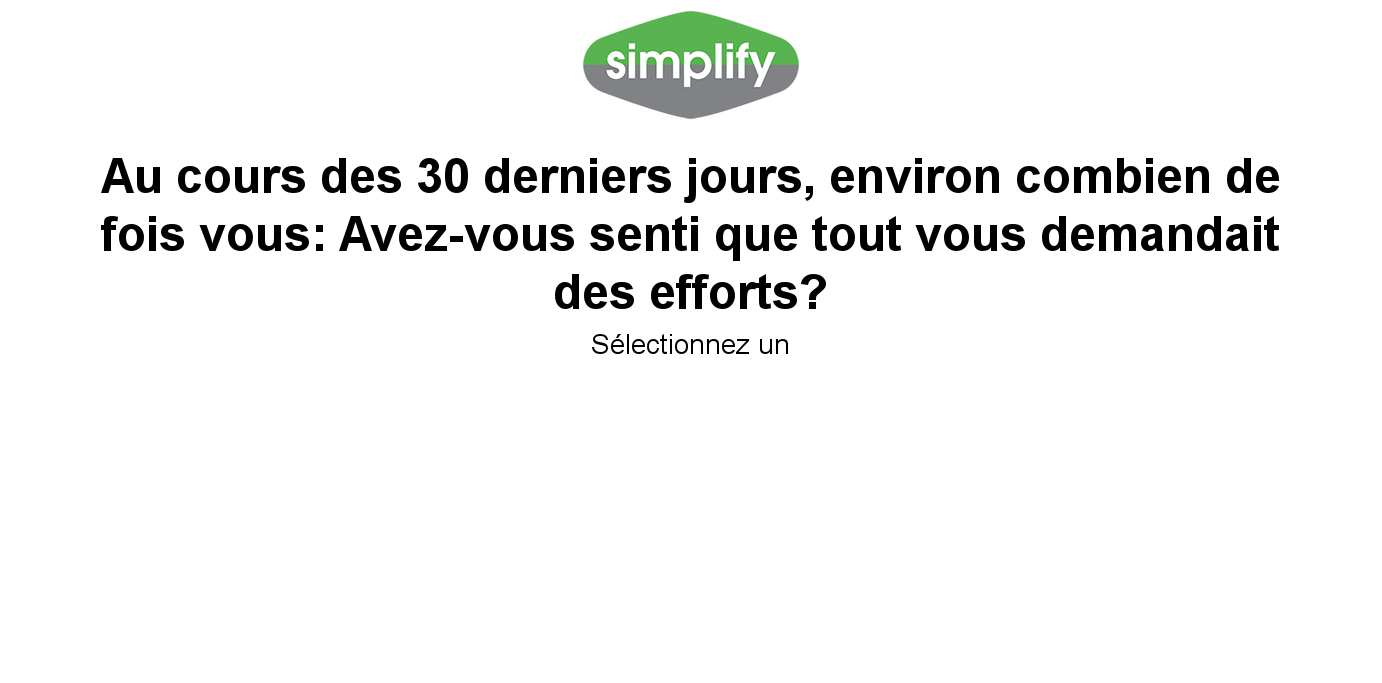 simplify
Au cours des 30 derniers jours, environ combien de
fois vous: Avez-vous senti que tout vous demandait
des efforts?
Sélectionnez un